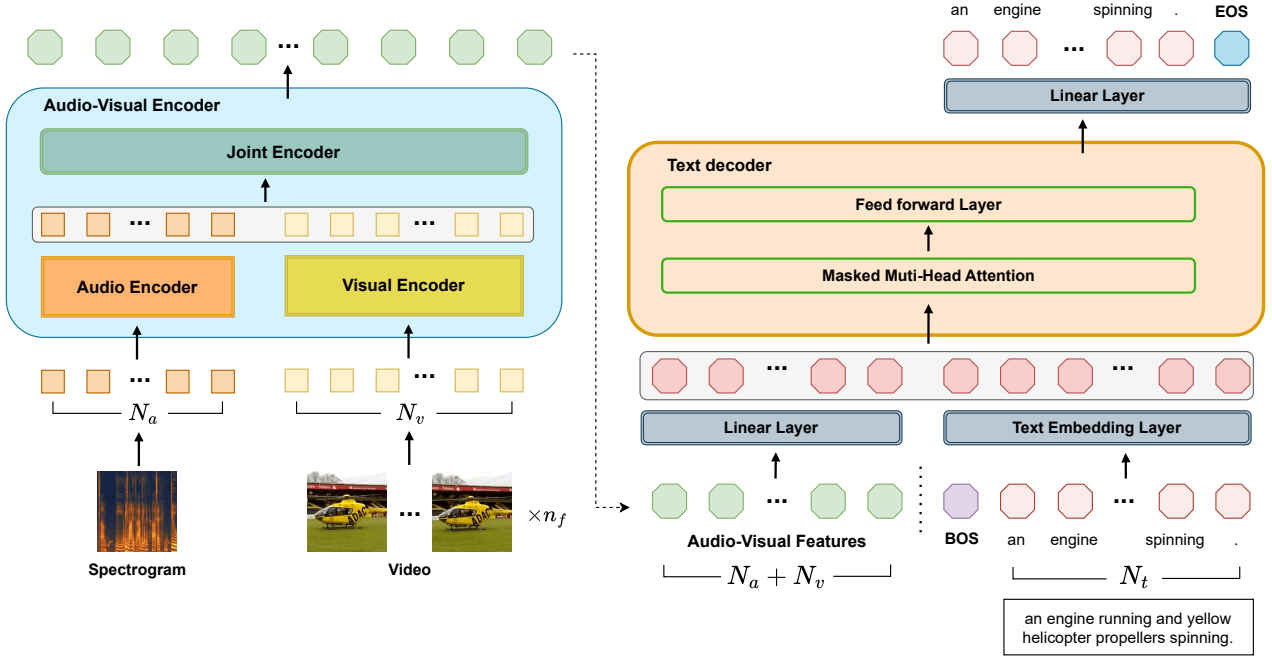 Audio-Visual Encoder
Joint Encoder
...
...
...
Audio Encoder
Visual Encoder
...
...
N_a
N_v
...
ADAC
ADAC
×n_f
Spectrogram
Video
an engine spinning .
EOS
...
Linear Layer
Text decoder
Feed forward Layer
Masked Muti-Head Attention
...
...
Linear Layer
Text Embedding Layer
...
...
Audio-Visual Features
BOS
an engine spinning .
N_a + N_v
N_t
an engine running and yellow
helicopter propellers spinning.